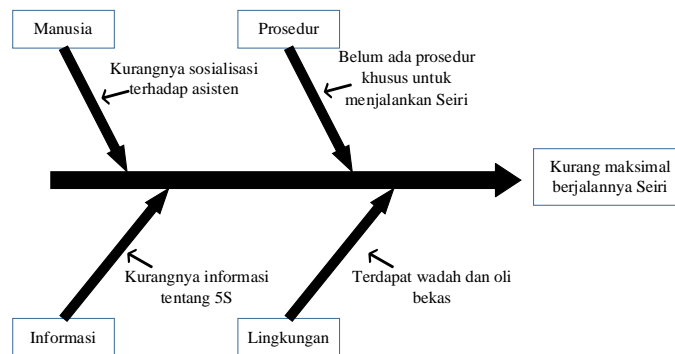 Manusia
Prosedur
Kurangnya sosialisasi
terhadap asisten
Belum ada prosedur
khusus untuk
menjalankan Seiri
Kurang maksimal
berjalannya Seiri
Kurangnya informasi
tentang 5S
Terdapat wadah dan oli
bekas
Informasi
Lingkungan